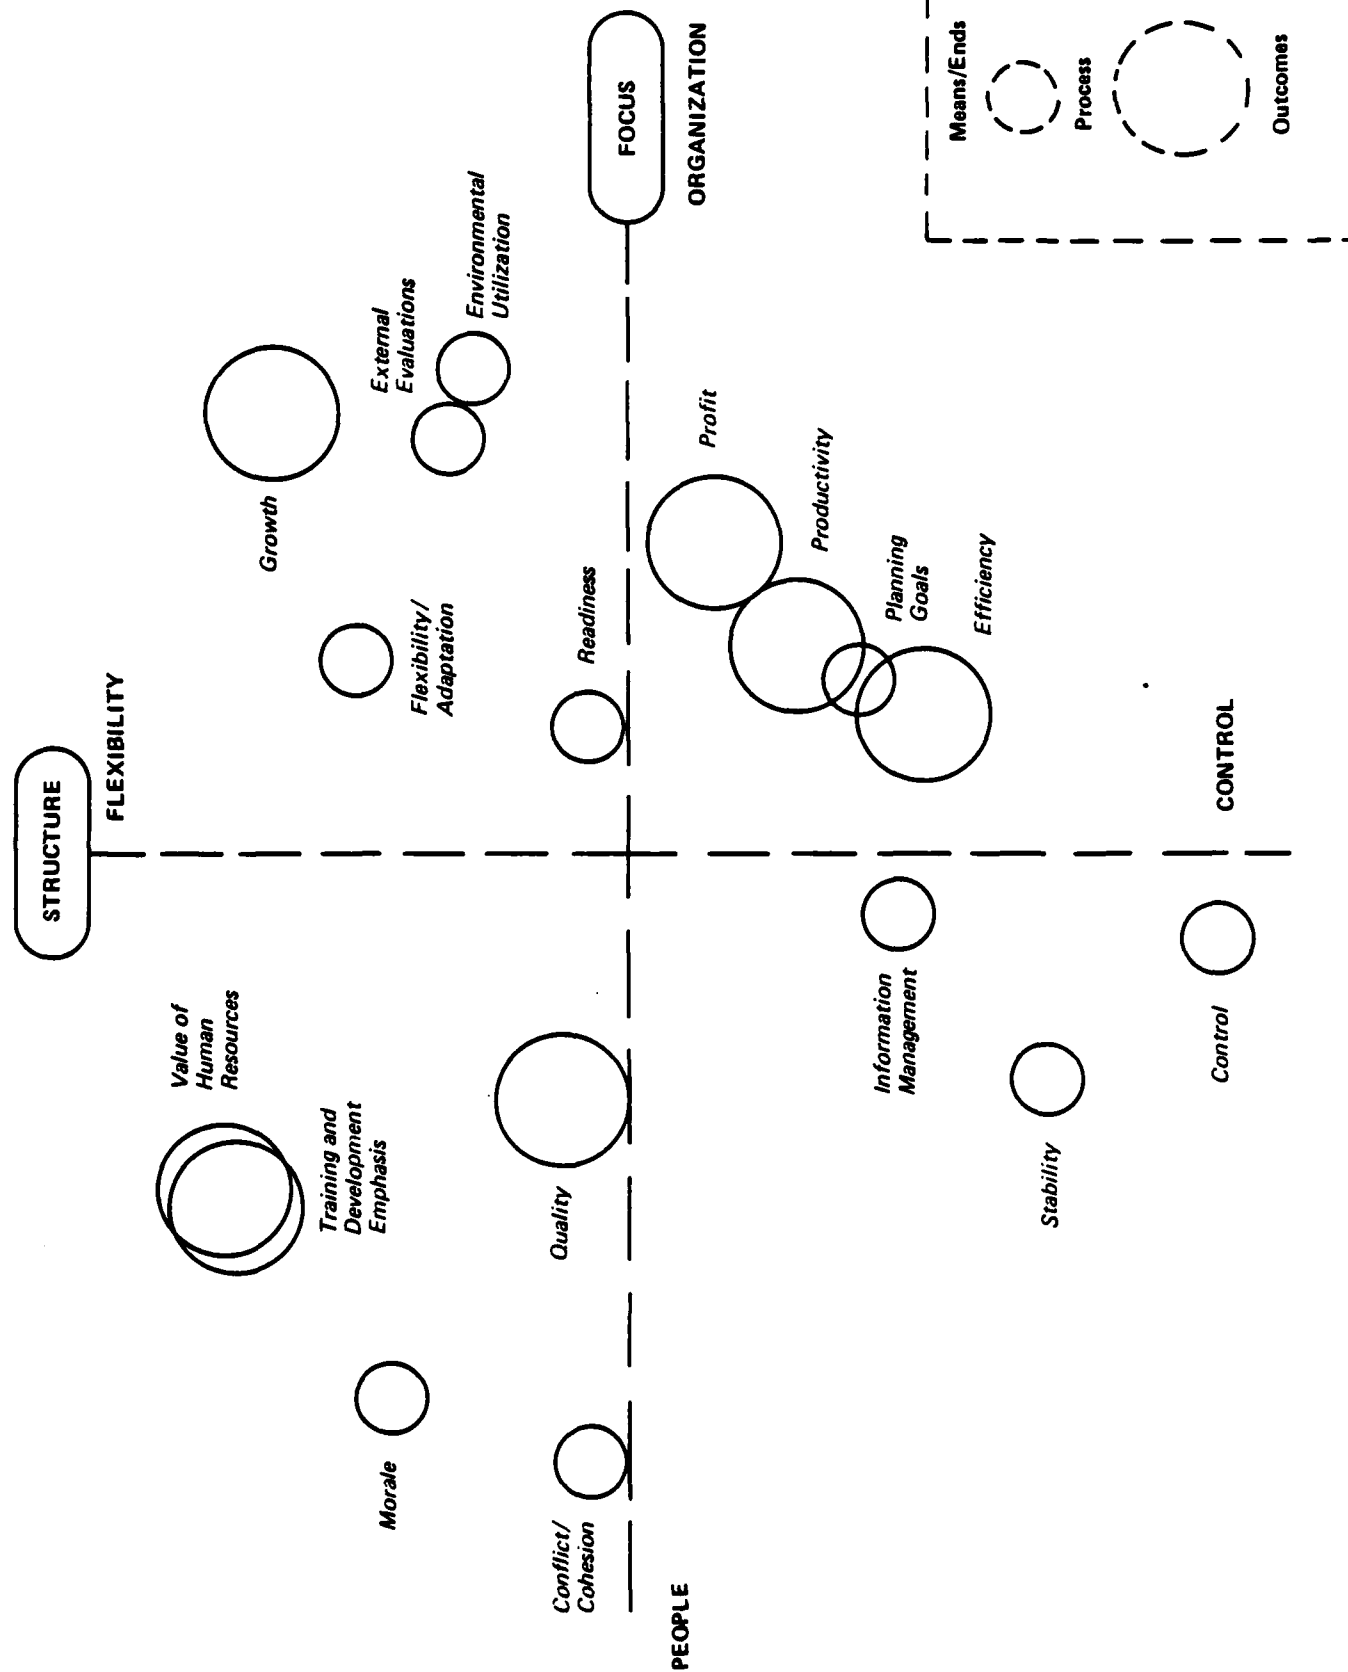 STRUCTURE
FLEXIBILITY
Value of
Human
Resources
Training and
Development
Emphasis
Morale
Quality
Conflict/
Cohesion
PEOPLE
Growth
Flexibility/
Adaptation
External
Evaluations
Environmental
Utilization
Readiness
FOCUS
ORGANIZATION
Profit
Productivity
Planning
Goals
Efficiency
Information
Management
Stability
Control
CONTROL
Means/Ends
Process
Outcomes